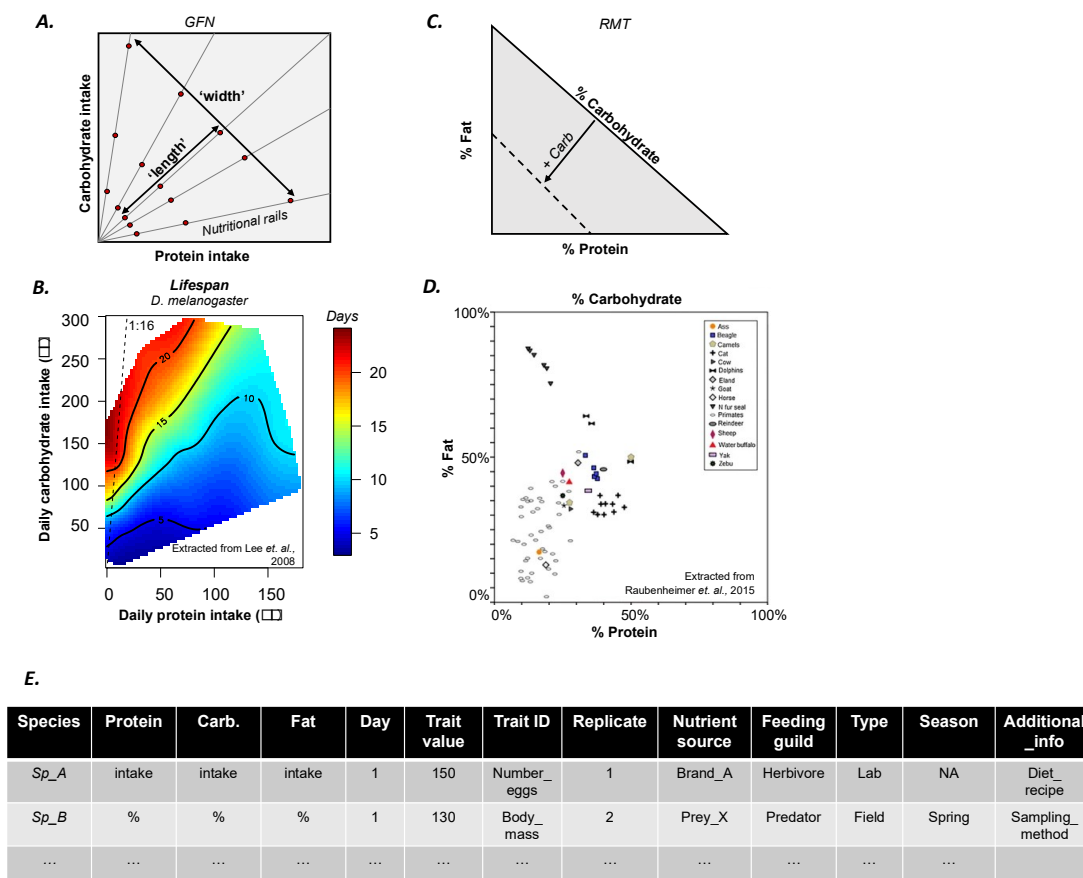 A.
GFN
Carbohydrate intake
'width'
'length'
Nutritional rails
Protein intake
C.
RMT
% Fat
% Carbohydrate
+ Carb
% Protein
B.
Lifespan
D. melanogaster
Days
Daily carbohydrate intake (□□)
300
250
200
150
100
50
1:16
20
15
10
5
Extracted from Lee et. al.,
2008
0 50 100 150
Daily protein intake (□□)
20
15
10
5
D.
% Carbohydrate
100%
50%
0%
% Fat
Ass
Beagle
Camels
Cat
Cow
Dolphins
Eland
Goat
Horse
N fur seal
Primates
Reindeer
Sheep
Water buffalo
Yak
Zebu
Extracted from
Raubenheimer et. al., 2015
0% 50% 100%
% Protein
E.
Species Protein Carb. Fat Day Trait value Trait ID Replicate Nutrient source Feeding guild Type Season Additional_info
Sp_A intake intake intake 1 150 Number_eggs 1 Brand_A Herbivore Lab NA Diet_recipe
Sp_B % % % 1 130 Body_mass 2 Prey_X Predator Field Spring Sampling_method
… … … … … … … … … … … …